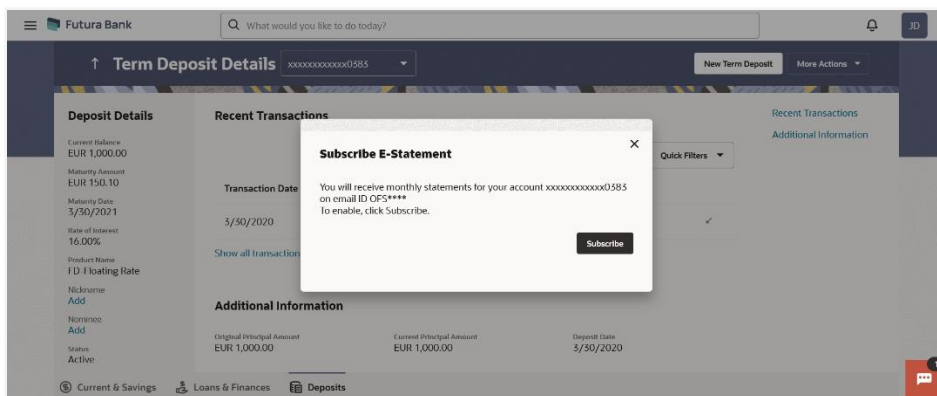 Futura Bank
What would you like to do today?
JD
↑ Term Deposit Details xxxxxxxxxxxx0383
New Term Deposit
More Actions
Deposit Details
Current Balance
EUR 1,000.00
Maturity Amount
EUR 150.10
Maturity Date
3/30/2021
Rate of Interest
16.00%
Product Name
FD-Floating Rate
Nickname
Add
Nominee
Add
Status
Active
Recent Transactions
Quick Filters
Transaction Date
3/30/2020
Show all transaction
Subscribe E-Statement
You will receive monthly statements for your account xxxxxxxxxxxx0383
on email ID OFS****
To enable, click Subscribe.
Subscribe
Additional Information
Original Principal Amount
EUR 1,000.00
Current Principal Amount
EUR 1,000.00
Deposit Date
3/30/2020
Recent Transactions
Additional Information
Current & Savings
Loans & Finances
Deposits